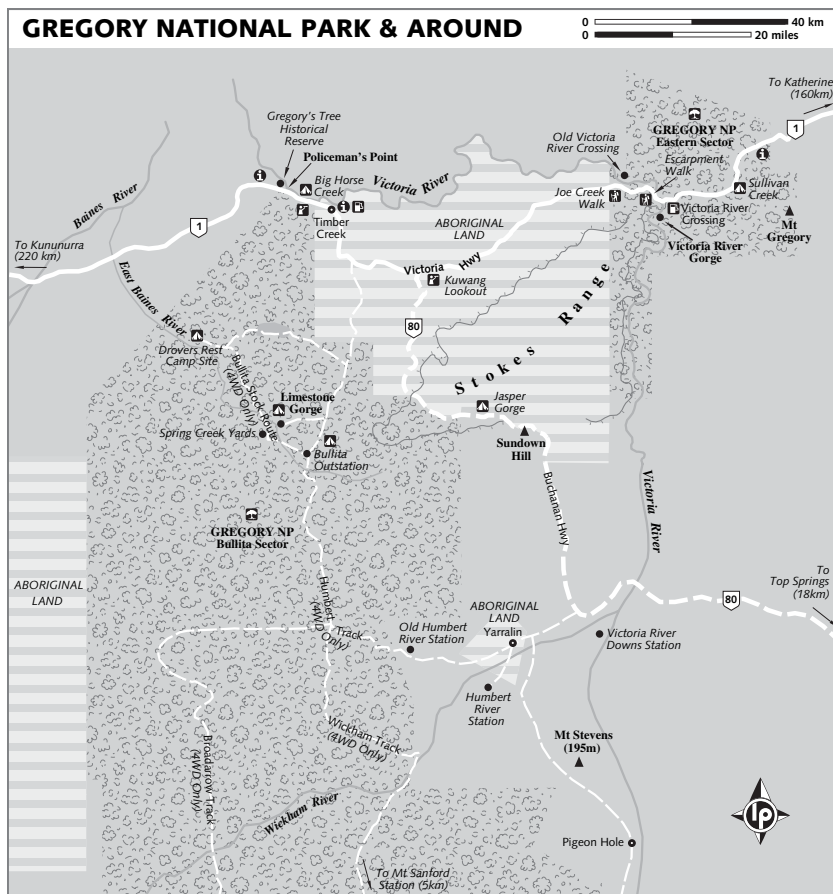 GREGORY NATIONAL PARK & AROUND
0 40 km
0 20 miles
To Katherine
(160km)
Gregory's Tree
Historical
Reserve
Policeman's Point
Big Horse
Creek
Victoria River
Old Victoria
River Crossing
GREGORY NP
Eastern Sector
Escarpment
Walk
1
Baines River
Joe Creek
Walk
Sullivan
Creek
Timber
Creek
ABORIGINAL
LAND
Victoria River
Crossing
Mt
Gregory
1
To Kununurra
(220 km)
Victoria River
Gorge
Victoria Hwy
Kuwang
Lookout
East Baines River
80
Stokes Range
Drovers Rest
Camp Site
Bullita Stock Route
(4WD Only)
Limestone
Gorge
Jasper
Gorge
Spring Creek Yards
Sundown
Hill
Bullita
Outstation
Buchanan Hwy
Victoria River
GREGORY NP
Bullita Sector
ABORIGINAL
LAND
To
Top Springs
(18km)
80
Humbert Track
(4WD Only)
Old Humbert
River Station
ABORIGINAL
LAND
Yarralin
Victoria River
Downs Station
Humbert
River
Station
Wickham Track
(4WD Only)
Broadarrow Track
(4WD Only)
Mt Stevens
(195m)
Wickham River
lp
Pigeon Hole
To Mt Sanford
Station (5km)